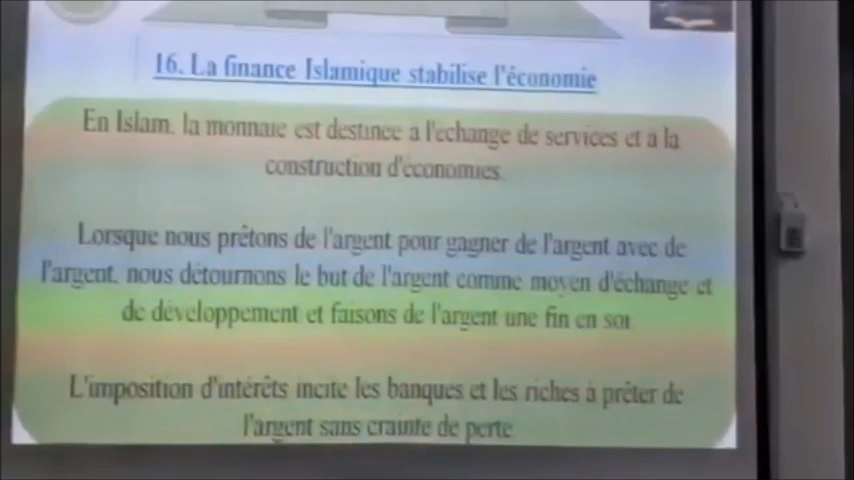 16. La finance Islamique stabilise l'économie
En Islam, la monnaie est destinée à l'échange de services et à la
construction d'économies.
Lorsque nous prêtons de l'argent pour gagner de l'argent avec de
l'argent, nous détournons le but de l'argent comme moyen d'échange et
de développement et faisons de l'argent une fin en soi
L'imposition d'intérêts incite les banques et les riches à prêter de
l'argent sans crainte de perte